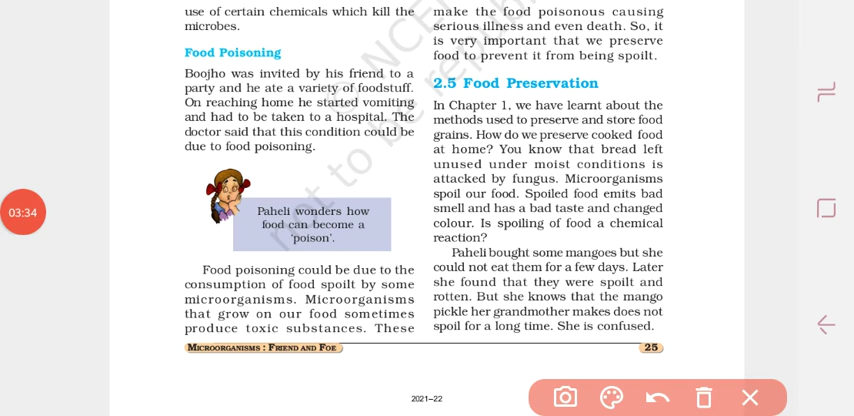 use of certain chemicals which kill the
microbes.
Food Poisoning
Boojho was invited by his friend to a
party and he ate a variety of foodstuff.
On reaching home he started vomiting
and had to be taken to a hospital. The
doctor said that this condition could be
due to food poisoning.
Paheli wonders how
food can become a
‘poison’.
Food poisoning could be due to the
consumption of food spoilt by some
microorganisms. Microorganisms
that grow on our food sometimes
produce toxic substances. These
make the food poisonous causing
serious illness and even death. So, it
is very important that we preserve
food to prevent it from being spoilt.
2.5 Food Preservation
In Chapter 1, we have learnt about the
methods used to preserve and store food
grains. How do we preserve cooked food
at home? You know that bread left
unused under moist conditions is
attacked by fungus. Microorganisms
spoil our food. Spoiled food emits bad
smell and has a bad taste and changed
colour. Is spoiling of food a chemical
reaction?
Paheli bought some mangoes but she
could not eat them for a few days. Later
she found that they were spoilt and
rotten. But she knows that the mango
pickle her grandmother makes does not
spoil for a long time. She is confused.
MICROORGANISMS : FRIEND AND FOE
25
2021–22
03:34
© NCE
not to be republ